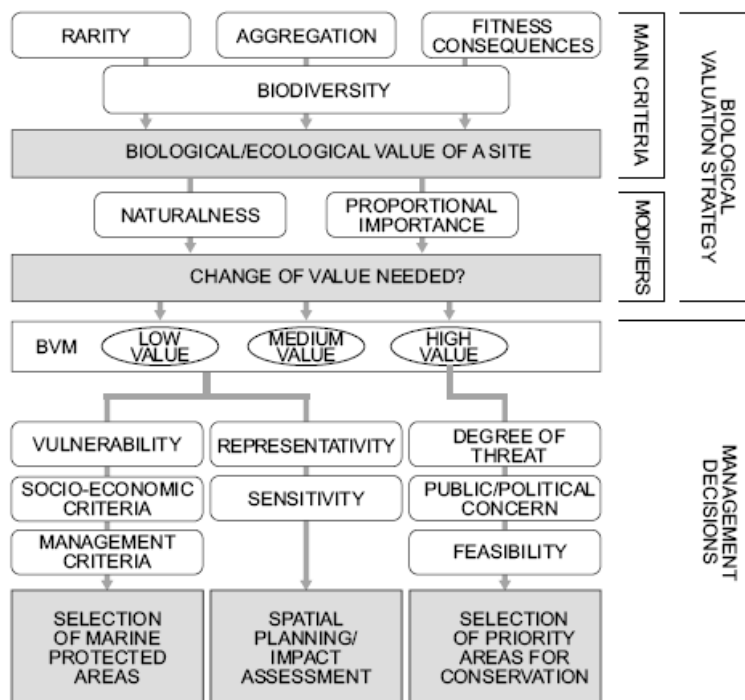 RARITY
AGGREGATION
FITNESS
CONSEQUENCES
BIODIVERSITY
BIOLOGICAL/ECOLOGICAL VALUE OF A SITE
NATURALNESS
PROPORTIONAL
IMPORTANCE
CHANGE OF VALUE NEEDED?
MAIN CRITERIA
MODIFIERS
BIOLOGICAL
VALUATION STRATEGY
BVM
LOW
VALUE
MEDIUM
VALUE
HIGH
VALUE
VULNERABILITY
REPRESENTATIVITY
DEGREE OF
THREAT
SOCIO-ECONOMIC
CRITERIA
SENSITIVITY
PUBLIC/POLITICAL
CONCERN
MANAGEMENT
CRITERIA
FEASIBILITY
SELECTION
OF MARINE
PROTECTED
AREAS
SPATIAL
PLANNING/
IMPACT
ASSESSMENT
SELECTION
OF PRIORITY
AREAS FOR
CONSERVATION
MANAGEMENT
DECISIONS